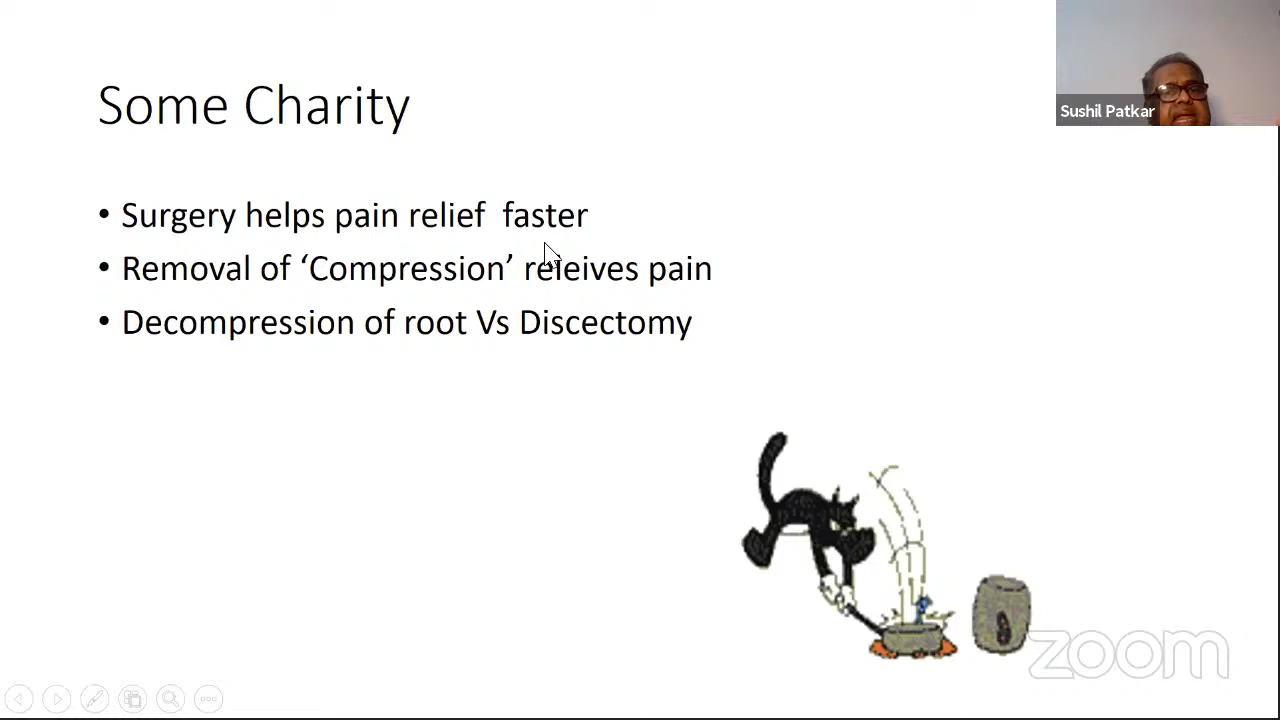 Some Charity
Sushil Patkar
• Surgery helps pain relief faster
• Removal of ‘Compression’ releives pain
• Decompression of root Vs Discectomy
zoom